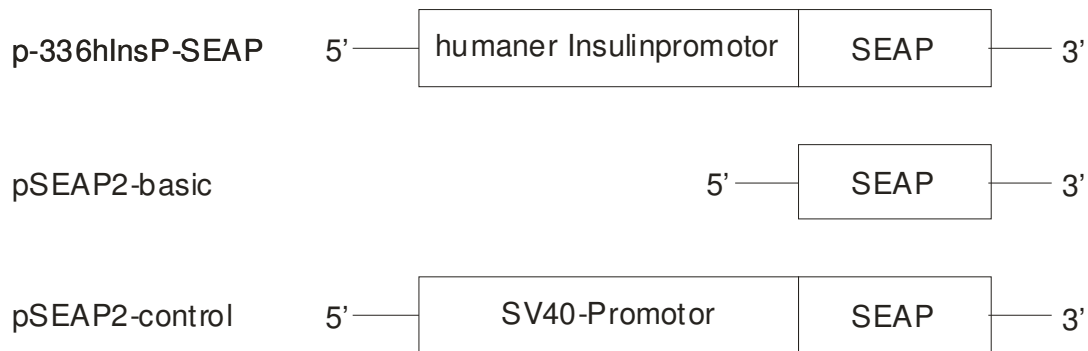 p-336hInsP-SEAP 5’ humaner Insulinpromotor SEAP 3’
pSEAP2-basic 5’ SEAP 3’
pSEAP2-control 5’ SV40-Promotor SEAP 3’